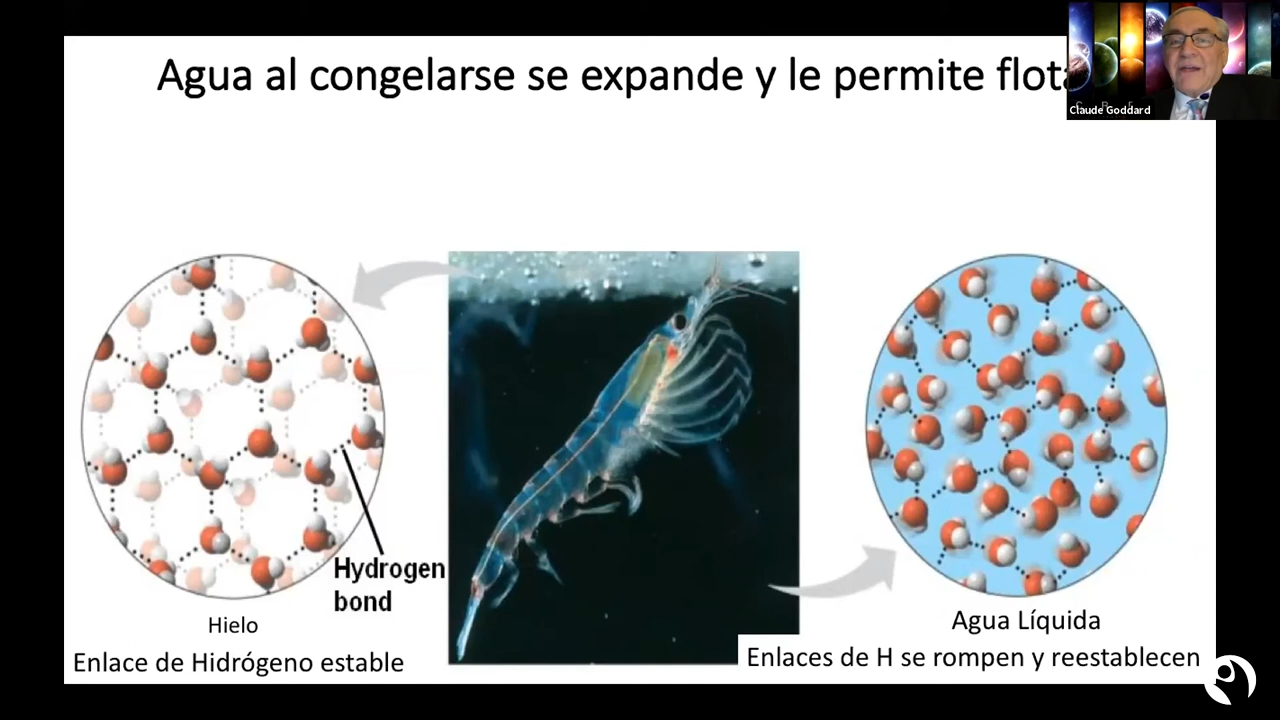 Agua al congelarse se expande y le permite
Claude Goddard
Hydrogen
bond
Hielo
Enlace de Hidrógeno estable
Agua Líquida
Enlaces de H se rompen y reestablecen